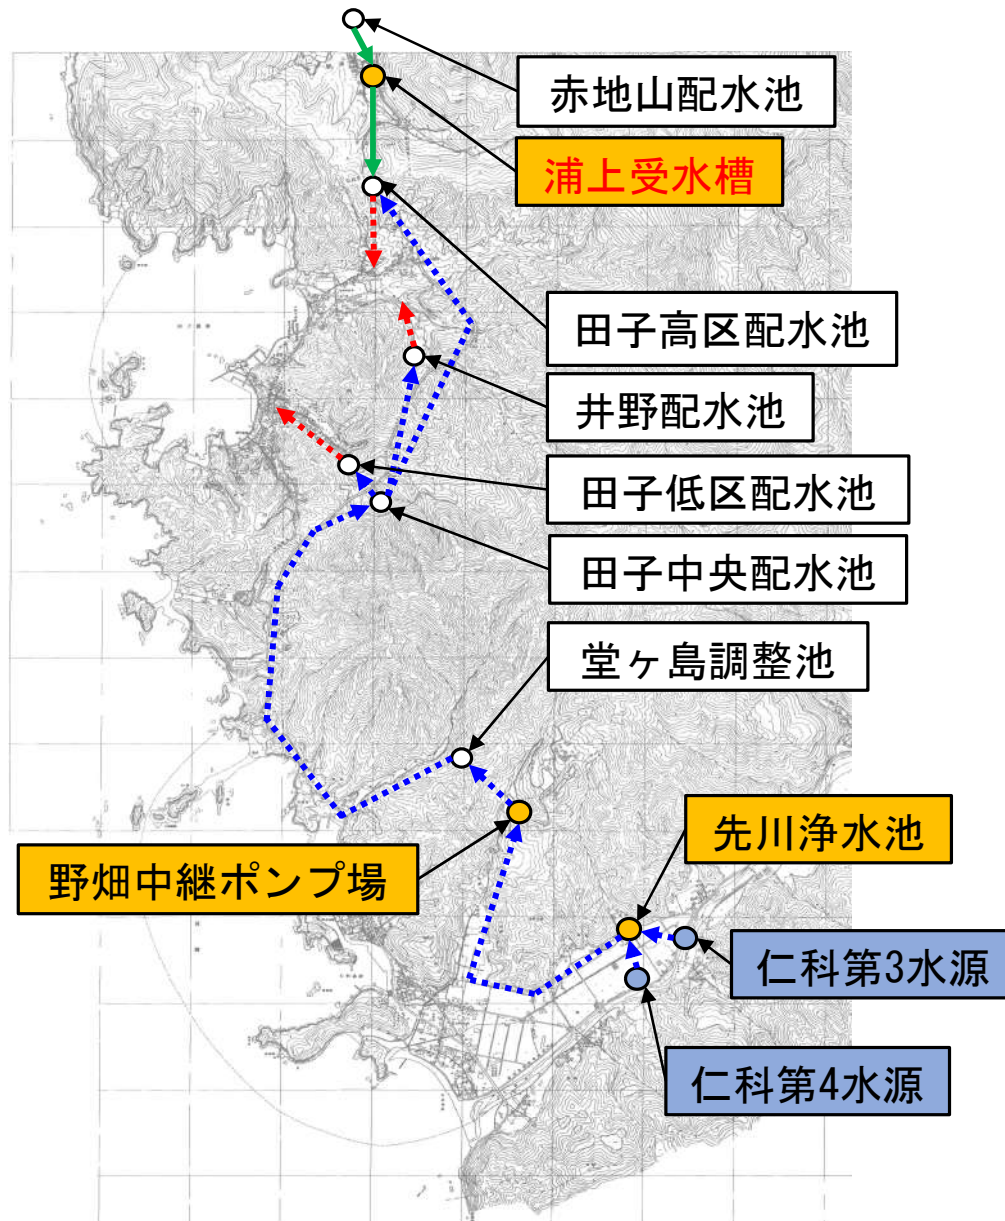 赤地山配水池
浦上受水槽
田子高区配水池
井野配水池
田子低区配水池
田子中央配水池
堂ヶ島調整池
先川浄水池
野畑中継ポンプ場
仁科第3水源
仁科第4水源